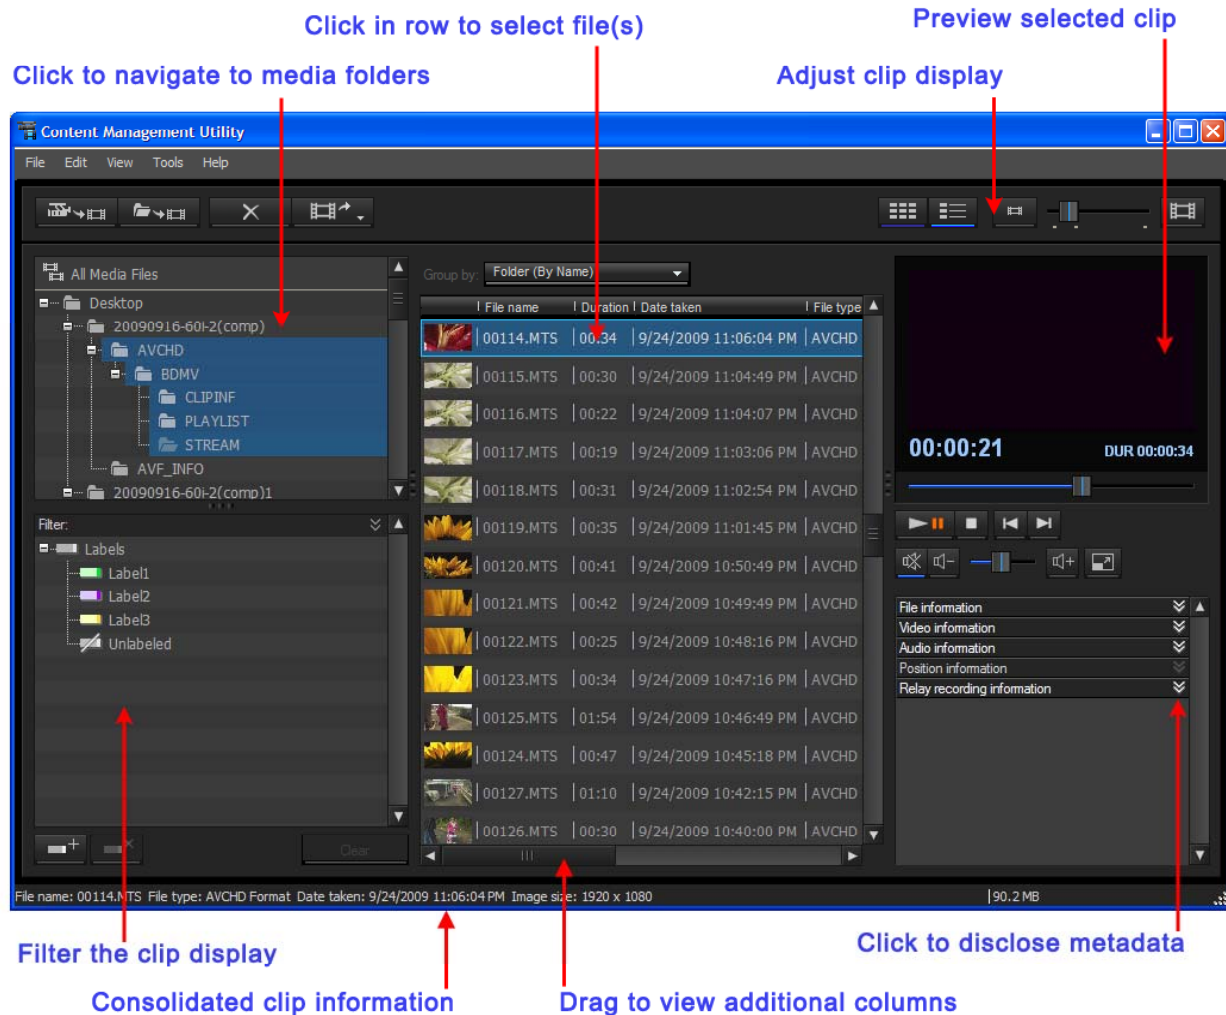 Click in row to select file(s)
Preview selected clip
Click to navigate to media folders
Adjust clip display
Content Management Utility
File Edit View Tools Help
All Media Files
Desktop
20090916-60i-2(comp)
AVCHD
BDMV
CLIPINF
PLAYLIST
STREAM
AVF_INFO
20090916-60i-2(comp)1
Filter:
Labels
Label1
Label2
Label3
Unlabeled
Clear
Group by: Folder (By Name)
File name Duration Date taken File type
00114.MTS 00:34 9/24/2009 11:06:04 PM AVCHD
00115.MTS 00:30 9/24/2009 11:04:49 PM AVCHD
00116.MTS 00:22 9/24/2009 11:04:07 PM AVCHD
00117.MTS 00:19 9/24/2009 11:03:06 PM AVCHD
00118.MTS 00:31 9/24/2009 11:02:54 PM AVCHD
00119.MTS 00:35 9/24/2009 11:01:45 PM AVCHD
00120.MTS 00:41 9/24/2009 10:50:49 PM AVCHD
00121.MTS 00:42 9/24/2009 10:49:49 PM AVCHD
00122.MTS 00:25 9/24/2009 10:48:16 PM AVCHD
00123.MTS 00:34 9/24/2009 10:47:16 PM AVCHD
00125.MTS 01:54 9/24/2009 10:46:49 PM AVCHD
00124.MTS 00:47 9/24/2009 10:45:18 PM AVCHD
00127.MTS 01:10 9/24/2009 10:42:15 PM AVCHD
00126.MTS 00:30 9/24/2009 10:40:00 PM AVCHD
00:00:21 DUR 00:00:34
File information
Video information
Audio information
Position information
Relay recording information
File name: 00114.MTS File type: AVCHD Format Date taken: 9/24/2009 11:06:04 PM Image size: 1920 x 1080 90.2 MB
Filter the clip display
Click to disclose metadata
Consolidated clip information
Drag to view additional columns